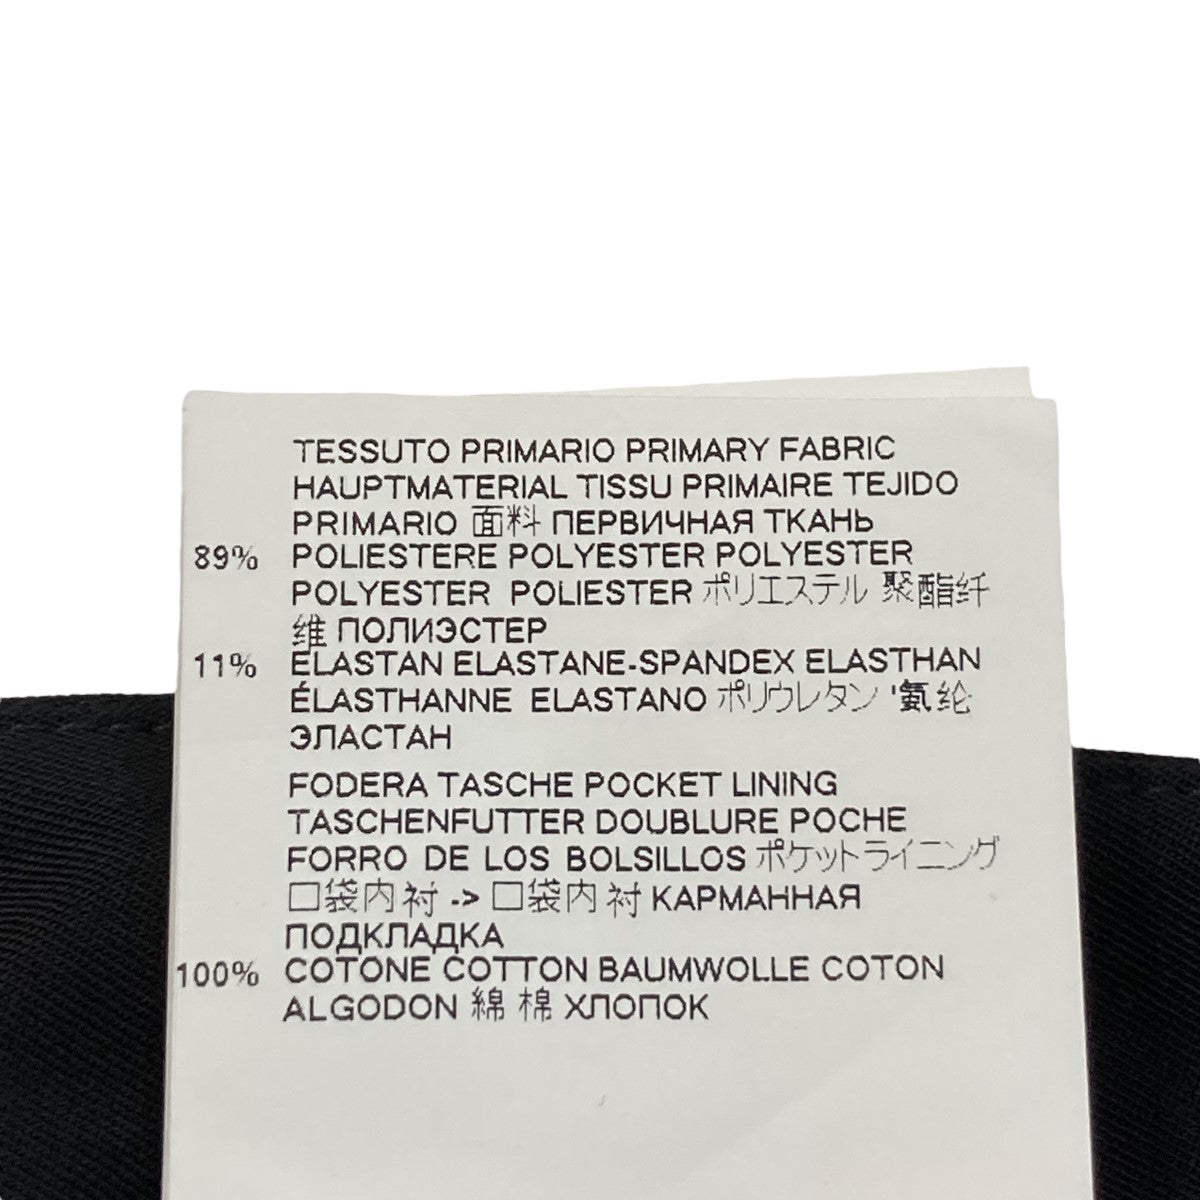 TESSUTO PRIMARIO PRIMARY FABRIC
HAUPTMATERIAL TISSU PRIMAIRE TEJIDO
PRIMARIO 面料 ПЕРВИЧНАЯ ТКАНЬ
89% POLIESTERE POLYESTER POLYESTER
POLYESTER POLIESTER ポリエステル 聚酯纤
维 ПОЛИЭСТЕР
11% ELASTAN ELASTANE-SPANDEX ELASTHAN
ÉLASTHANNE ELASTANO ポリウレタン '氨纶
ЭЛАСТАН
FODERA TASCHE POCKET LINING
TASCHENFUTTER DOUBLURE POCHE
FORRO DE LOS BOLSILLOS ポケットライニング
口袋内衬 -> 口袋内衬 КАРМАННАЯ
ПОДКЛАДКА
100% COTONE COTTON BAUMWOLLE COTON
ALGODON 綿 棉 ХЛОПОК